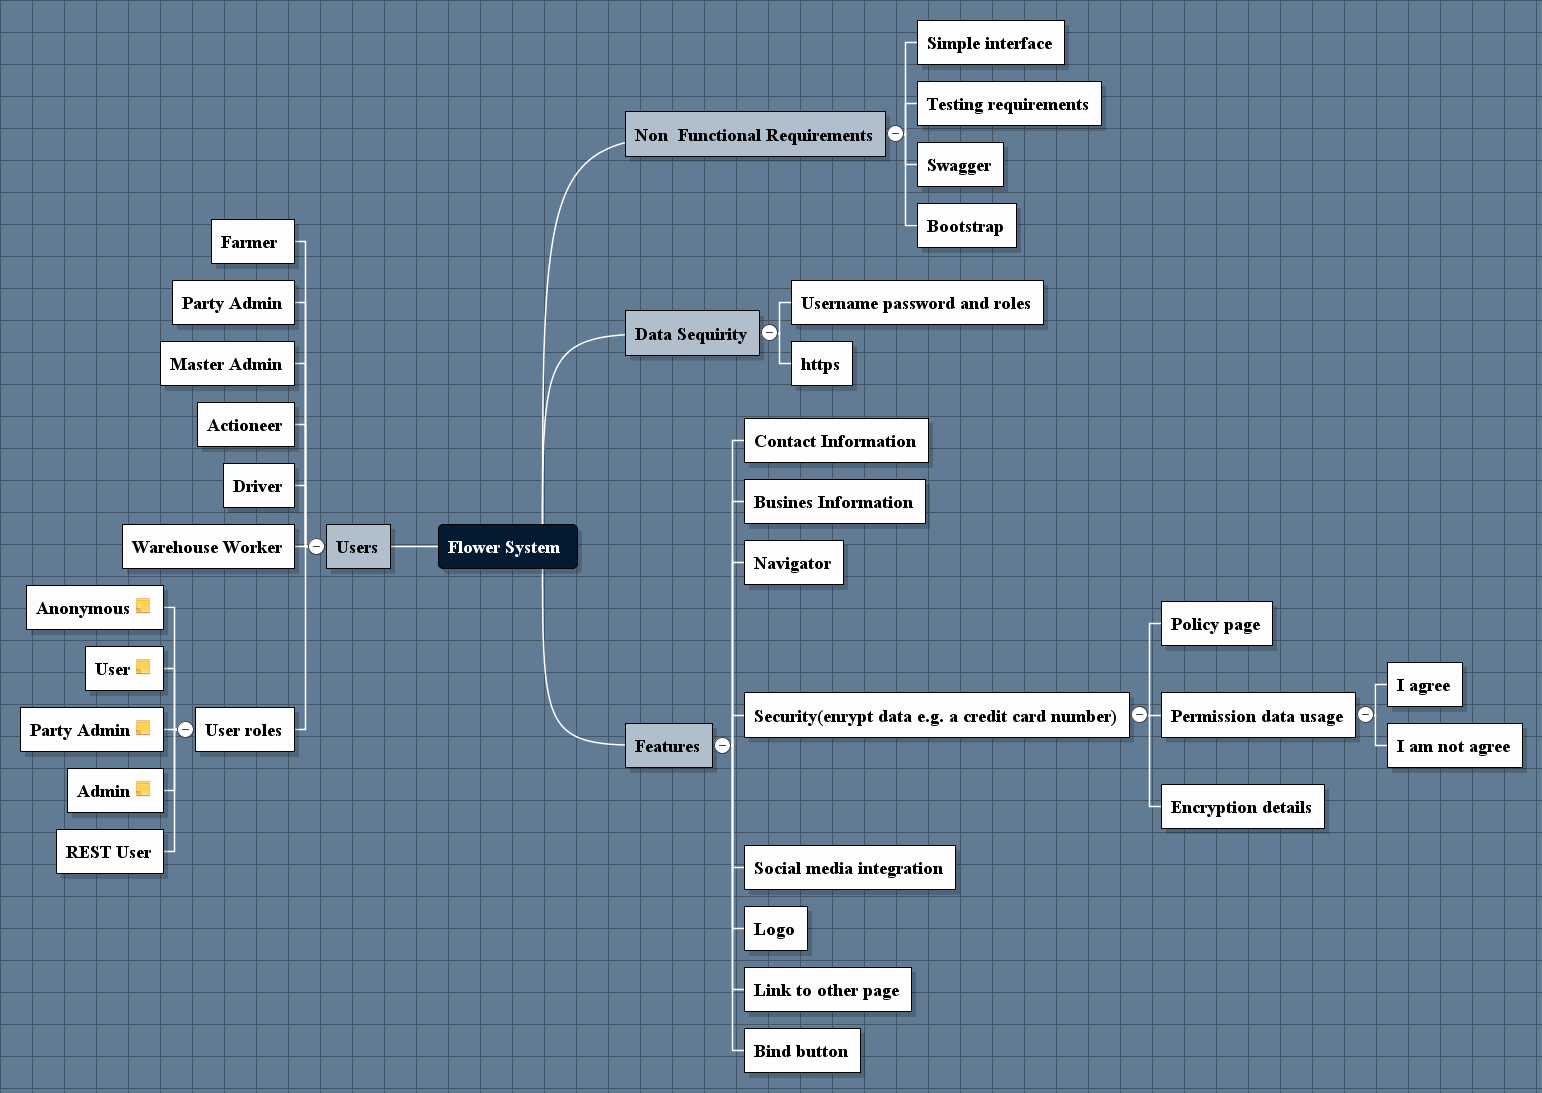 Simple interface
Testing requirements
Non  Functional Requirements
Swagger
Bootstrap
Farmer
Party Admin
Master Admin
Actioneer
Driver
Warehouse Worker
Users
Flower System
Anonymous
User
Party Admin
User roles
Admin
REST User
Username password and roles
Data Sequirity
https
Contact Information
Busines Information
Navigator
Policy page
I agree
Security(enrypt data e.g. a credit card number)
Permission data usage
Features
I am not agree
Encryption details
Social media integration
Logo
Link to other page
Bind button